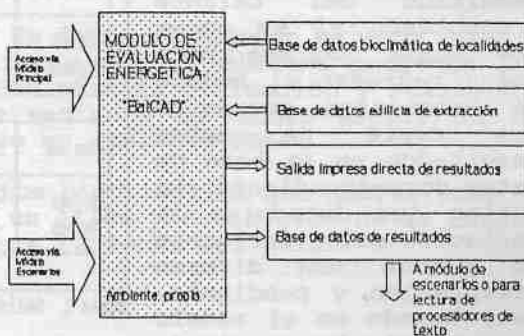 MODULO DE
EVALUACION
ENERGETICA
"BalCAD"
Ambiente propio
Acceso vía
Módulo
Principal
Acceso vía
Módulo
Escenarios
Base de datos bioclimática de localidades
Base de datos edilicia de extracción
Salida impresa directa de resultados
Base de datos de resultados
A módulo de
escenarios o para
lectura de
procesadores de
texto